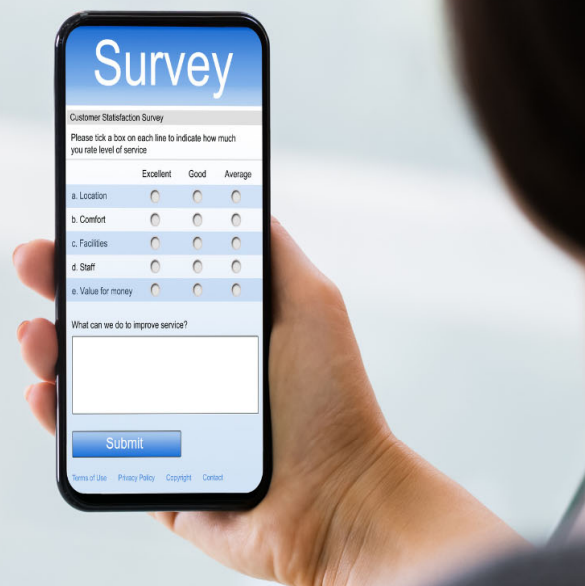 Survey
Customer Statisfaction Survey
Please tick a box on each line to indicate how much
you rate level of service
Excellent Good Average
a. Location
b. Comfort
c. Facilities
d. Staff
e. Value for money
What can we do to improve service?
Submit
Terms of Use Privacy Policy Copyright Contact